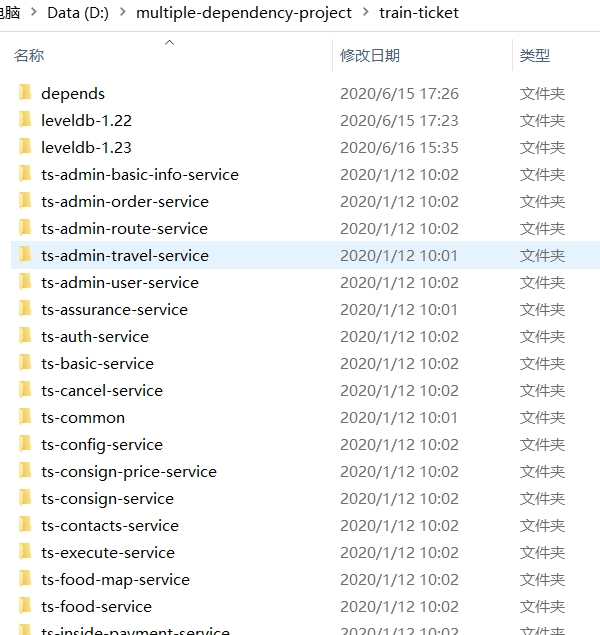 电脑 > Data (D:) > multiple-dependency-project > train-ticket
名称 修改日期 类型
depends 2020/6/15 17:26 文件夹
leveldb-1.22 2020/6/15 17:23 文件夹
leveldb-1.23 2020/6/16 15:35 文件夹
ts-admin-basic-info-service 2020/1/12 10:02 文件夹
ts-admin-order-service 2020/1/12 10:02 文件夹
ts-admin-route-service 2020/1/12 10:02 文件夹
ts-admin-travel-service 2020/1/12 10:01 文件夹
ts-admin-user-service 2020/1/12 10:02 文件夹
ts-assurance-service 2020/1/12 10:01 文件夹
ts-auth-service 2020/1/12 10:02 文件夹
ts-basic-service 2020/1/12 10:02 文件夹
ts-cancel-service 2020/1/12 10:02 文件夹
ts-common 2020/1/12 10:01 文件夹
ts-config-service 2020/1/12 10:02 文件夹
ts-consign-price-service 2020/1/12 10:02 文件夹
ts-consign-service 2020/1/12 10:02 文件夹
ts-contacts-service 2020/1/12 10:02 文件夹
ts-execute-service 2020/1/12 10:02 文件夹
ts-food-map-service 2020/1/12 10:02 文件夹
ts-food-service 2020/1/12 10:02 文件夹
ts-inside-payment-service 2020/1/12 10:02 文件夹